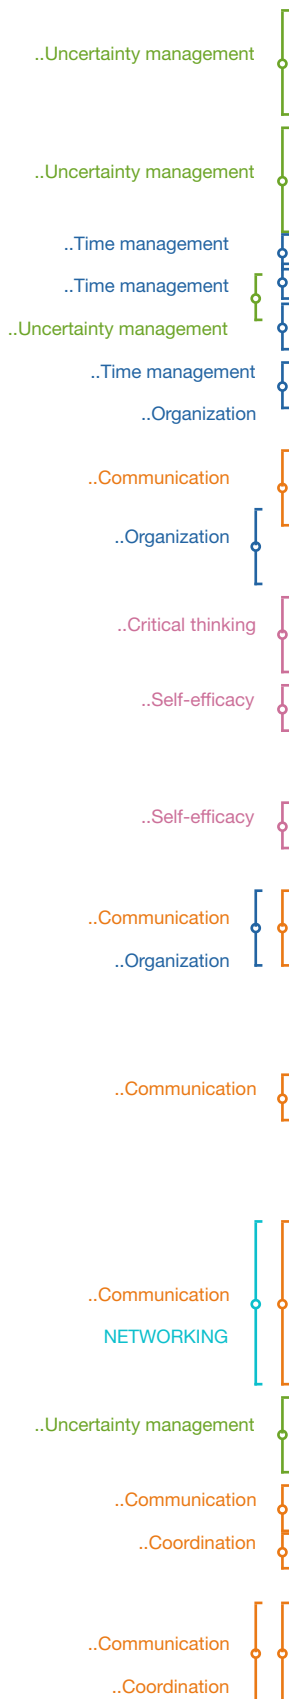 ..Uncertainty management
..Uncertainty management
..Time management
..Time management
..Uncertainty management
..Time management
..Organization
..Communication
..Organization
..Critical thinking
..Self-efficacy
..Self-efficacy
..Communication
..Organization
..Communication
..Communication
NETWORKING
..Uncertainty management
..Communication
..Coordination
..Communication
..Coordination